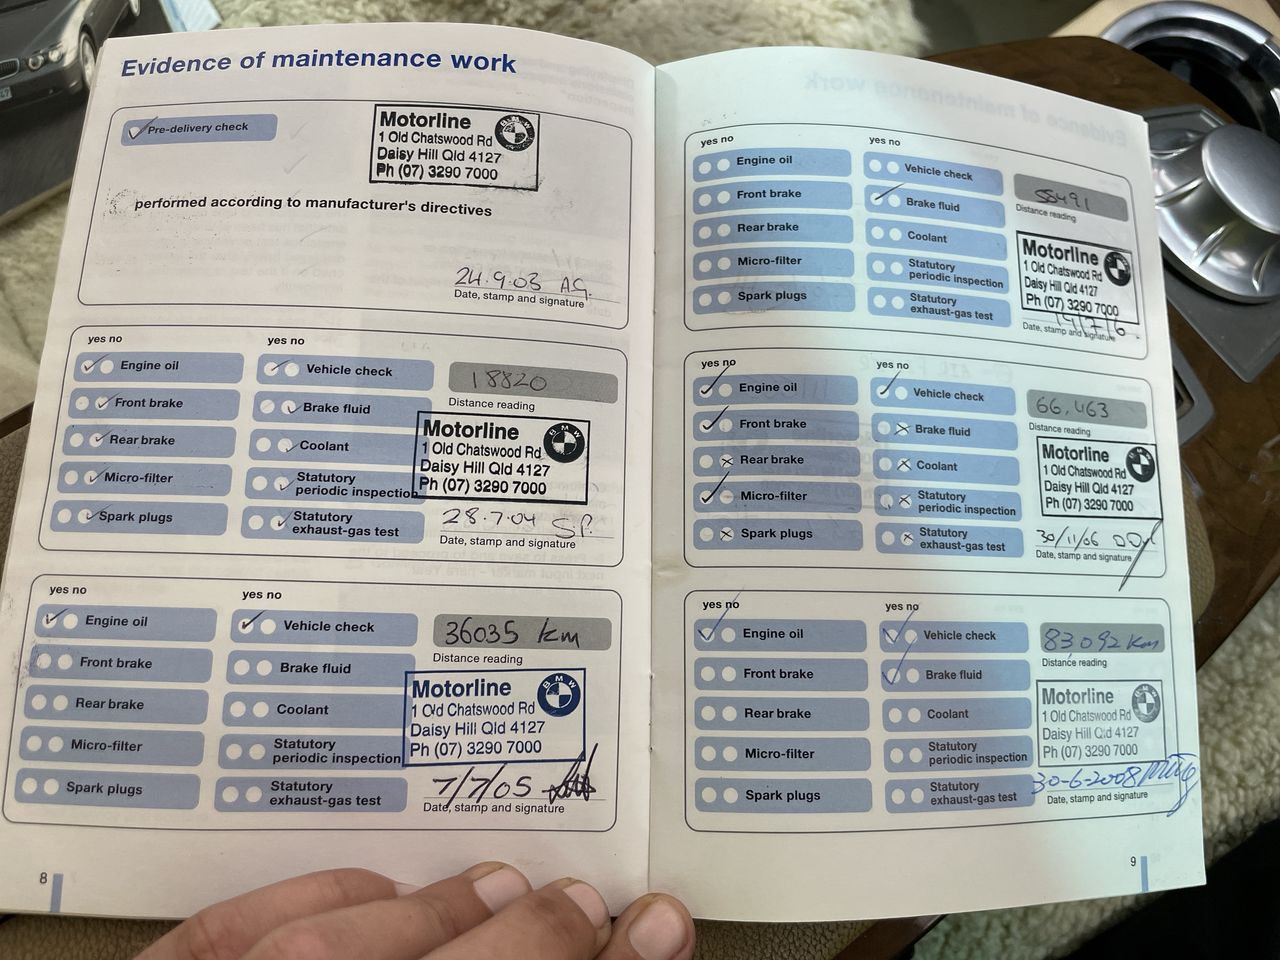 Evidence of maintenance work
Pre-delivery check
Motorline
1 Old Chatswood Rd
Daisy Hill Qld 4127
Ph (07) 3290 7000
BMW
performed according to manufacturer's directives
24.9.03 A.G.
Date, stamp and signature
yes no
yes no
Engine oil
Vehicle check
18820
Front brake
Brake fluid
Distance reading
Rear brake
Coolant
Motorline
1 Old Chatswood Rd
Daisy Hill Qld 4127
Ph (07) 3290 7000
BMW
Micro-filter
Statutory
periodic inspection
Spark plugs
Statutory
exhaust-gas test
28.7.04 S.P.
Date, stamp and signature
yes no
yes no
Engine oil
Vehicle check
36035 km
Front brake
Brake fluid
Distance reading
Rear brake
Coolant
Motorline
1 Old Chatswood Rd
Daisy Hill Qld 4127
Ph (07) 3290 7000
BMW
Micro-filter
Statutory
periodic inspection
Spark plugs
Statutory
exhaust-gas test
7/7/05
Date, stamp and signature
8
yes no
yes no
Engine oil
Vehicle check
55491
Front brake
Brake fluid
Distance reading
Rear brake
Coolant
Motorline
1 Old Chatswood Rd
Daisy Hill Qld 4127
Ph (07) 3290 7000
Micro-filter
Statutory
periodic inspection
Spark plugs
Statutory
exhaust-gas test
Date, stamp and signature
yes no
yes no
Engine oil
Vehicle check
66,463
Front brake
Brake fluid
Distance reading
Rear brake
Coolant
Motorline
1 Old Chatswood Rd
Daisy Hill Qld 4127
Ph (07) 3290 7000
Micro-filter
Statutory
periodic inspection
Spark plugs
Statutory
exhaust-gas test
30/11/06
Date, stamp and signature
yes no
yes no
Engine oil
Vehicle check
83092 km
Front brake
Brake fluid
Distance reading
Rear brake
Coolant
Motorline
1 Old Chatswood Rd
Daisy Hill Qld 4127
Ph (07) 3290 7000
Micro-filter
Statutory
periodic inspection
Spark plugs
Statutory
exhaust-gas test
30-6-2008
Date, stamp and signature
9